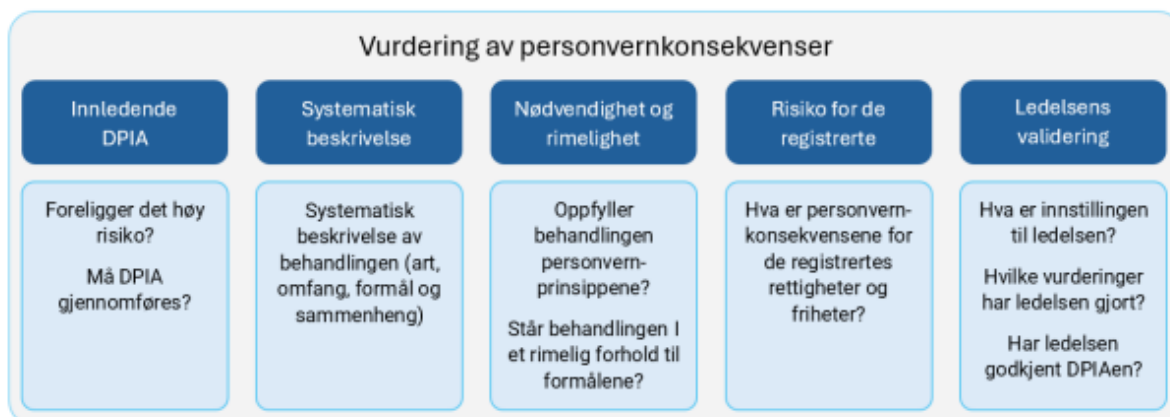 Vurdering av personvernkonsekvenser
Innledende
DPIA
Foreligger det høy
risiko?
Må DPIA
gjennomføres?
Systematisk
beskrivelse
Systematisk
beskrivelse av
behandlingen (art,
omfang, formål og
sammenheng)
Nødvendighet og
rimelighet
Oppfyller
behandlingen
personvern-
prinsippene?
Står behandlingen I
et rimelig forhold til
formålene?
Risiko for de
registrerte
Hva er personvern-
konsekvensene for
de registrertes
rettigheter og
friheter?
Ledelsens
validering
Hva er innstillingen
til ledelsen?
Hvilke vurderinger
har ledelsen gjort?
Har ledelsen
godkjent DPIAen?